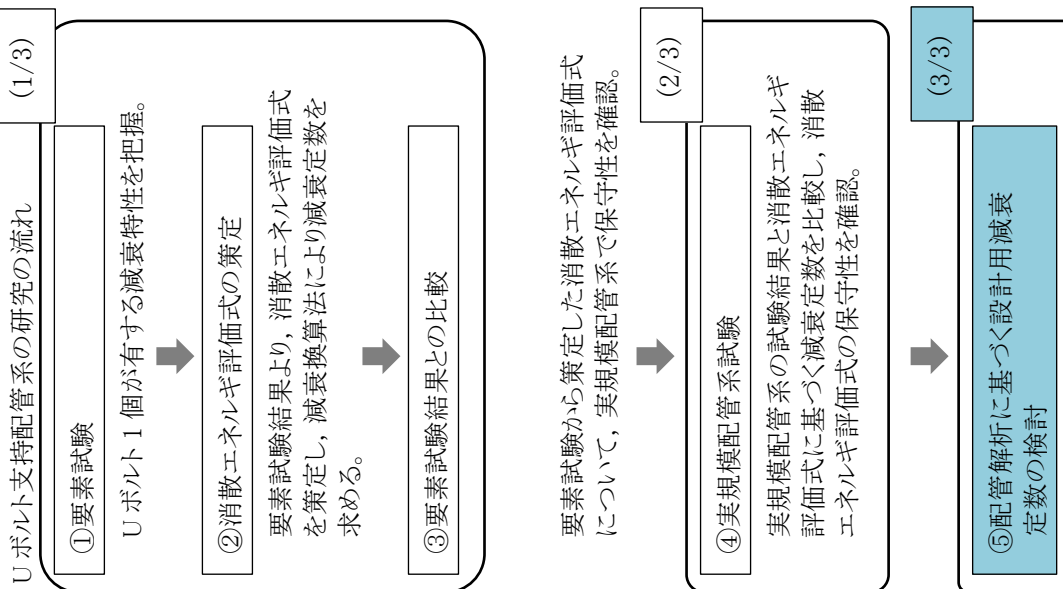 Uボルト支持配管系の研究の流れ
(1/3)
①要素試験
Uボルト1個が有する減衰特性を把握。
②消散エネルギ評価式の策定
要素試験結果より，消散エネルギ評価式
を策定し，減衰換算法により減衰定数を
求める。
③要素試験結果との比較
要素試験から策定した消散エネルギ評価式
について，実規模配管系で保守性を確認。
(2/3)
④実規模配管系試験
実規模配管系の試験結果と消散エネルギ
評価式に基づく減衰定数を比較し，消散
エネルギ評価式の保守性を確認。
(3/3)
⑤配管解析に基づく設計用減衰
定数の検討